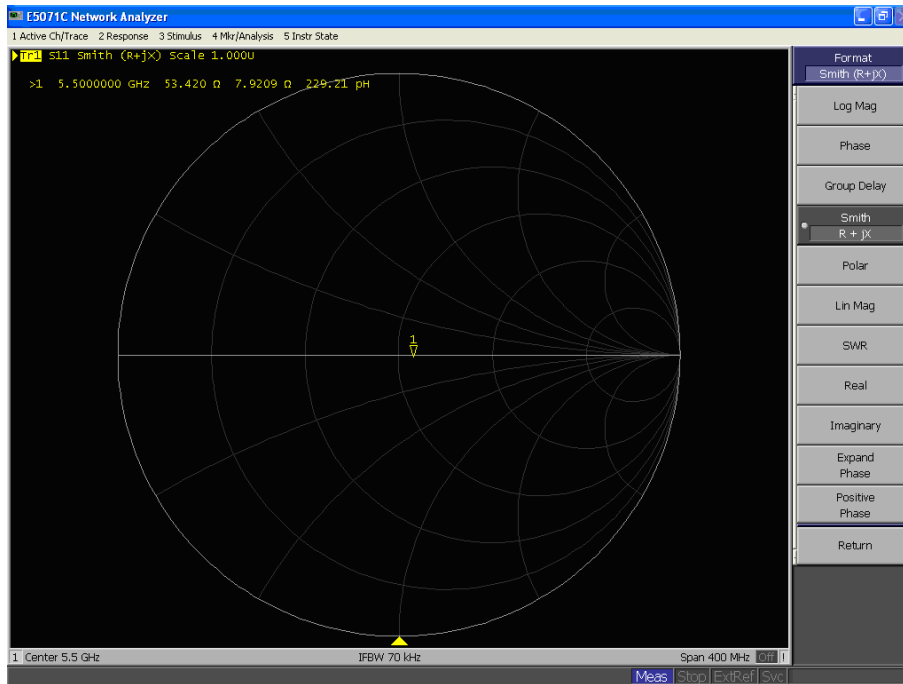 E5071C Network Analyzer
1 Active Ch/Trace 2 Response 3 Stimulus 4 Mkr/Analysis 5 Instr State
Tr1 S11 Smith (R+jX) Scale 1.000U
>1 5.5000000 GHz 53.420 Ω 7.9209 Ω 229.21 pH
1
Format
Smith (R+jX)
Log Mag
Phase
Group Delay
Smith
R + jX
Polar
Lin Mag
SWR
Real
Imaginary
Expand
Phase
Positive
Phase
Return
1 Center 5.5 GHz IFBW 70 kHz Span 400 MHz Off !
Meas Stop ExtRef Svc